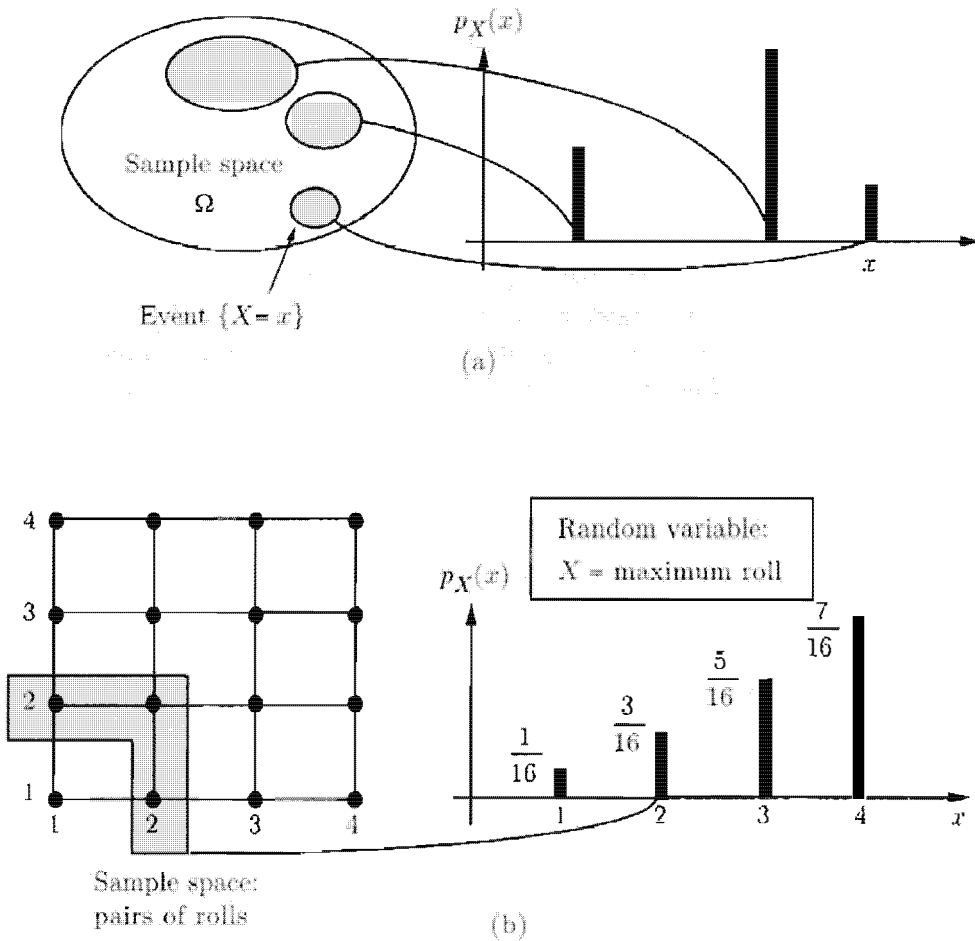 p_X(x)
Sample space
Ω
x
Event {X = x}
(a)
4
3
2
1
1 2 3 4
Sample space:
pairs of rolls
Random variable:
X = maximum roll
p_X(x)
1/16
3/16
5/16
7/16
1 2 3 4 x
(b)